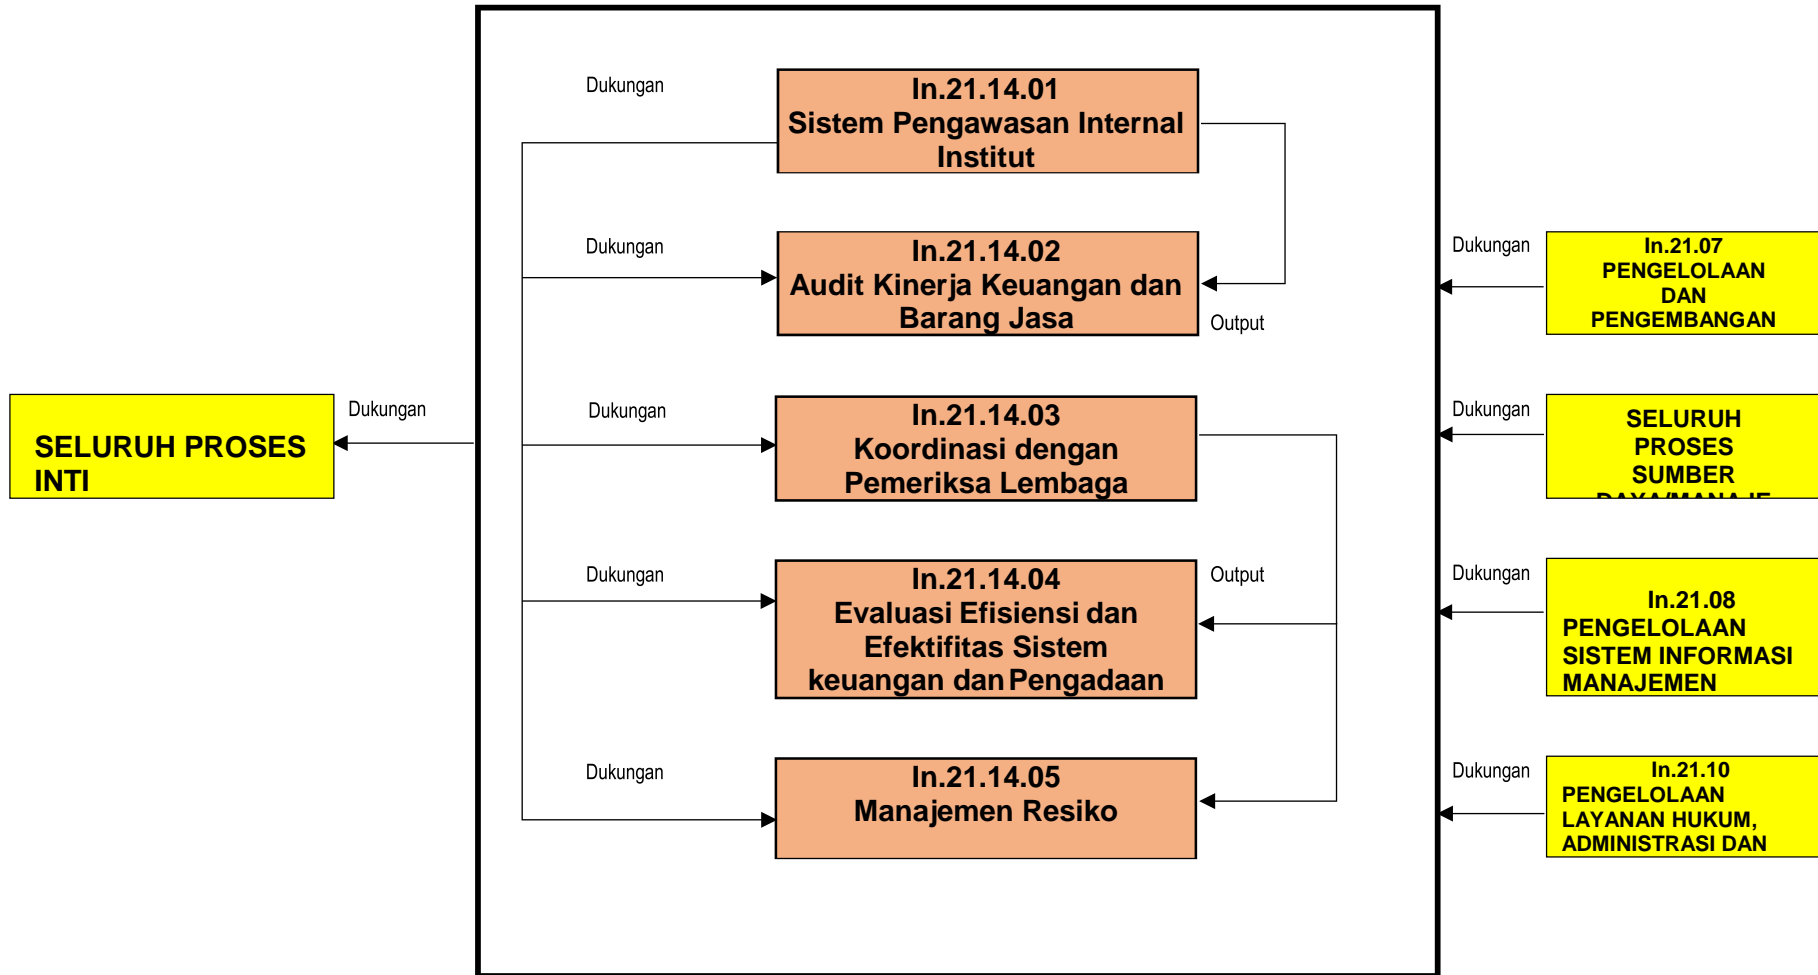 Dukungan
In.21.14.01
Sistem Pengawasan Internal
Institut
Dukungan
In.21.14.02
Audit Kinerja Keuangan dan
Barang Jasa
Output
Dukungan
In.21.07
PENGELOLAAN
DAN
PENGEMBANGAN
SELURUH PROSES
INTI
Dukungan
Dukungan
In.21.14.03
Koordinasi dengan
Pemeriksa Lembaga
Dukungan
SELURUH
PROSES
SUMBER
DAYA/MANAJE
Dukungan
In.21.14.04
Evaluasi Efisiensi dan
Efektifitas Sistem
keuangan dan Pengadaan
Output
Dukungan
In.21.08
PENGELOLAAN
SISTEM INFORMASI
MANAJEMEN
Dukungan
In.21.14.05
Manajemen Resiko
Dukungan
In.21.10
PENGELOLAAN
LAYANAN HUKUM,
ADMINISTRASI DAN